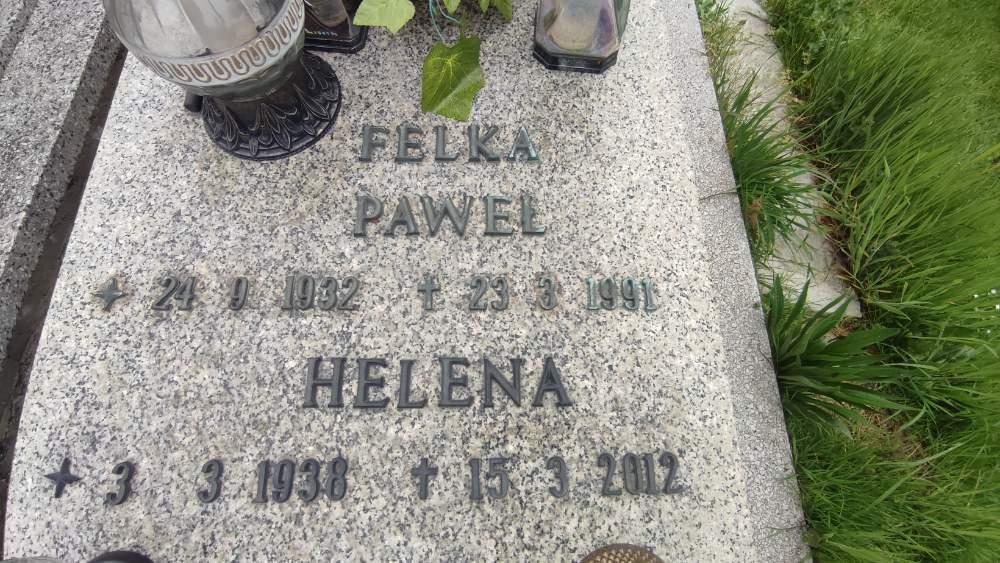 FELKA
PAWEŁ
24 9 1932 † 23 3 1991
HELENA
3 3 1938 † 15 3 2012